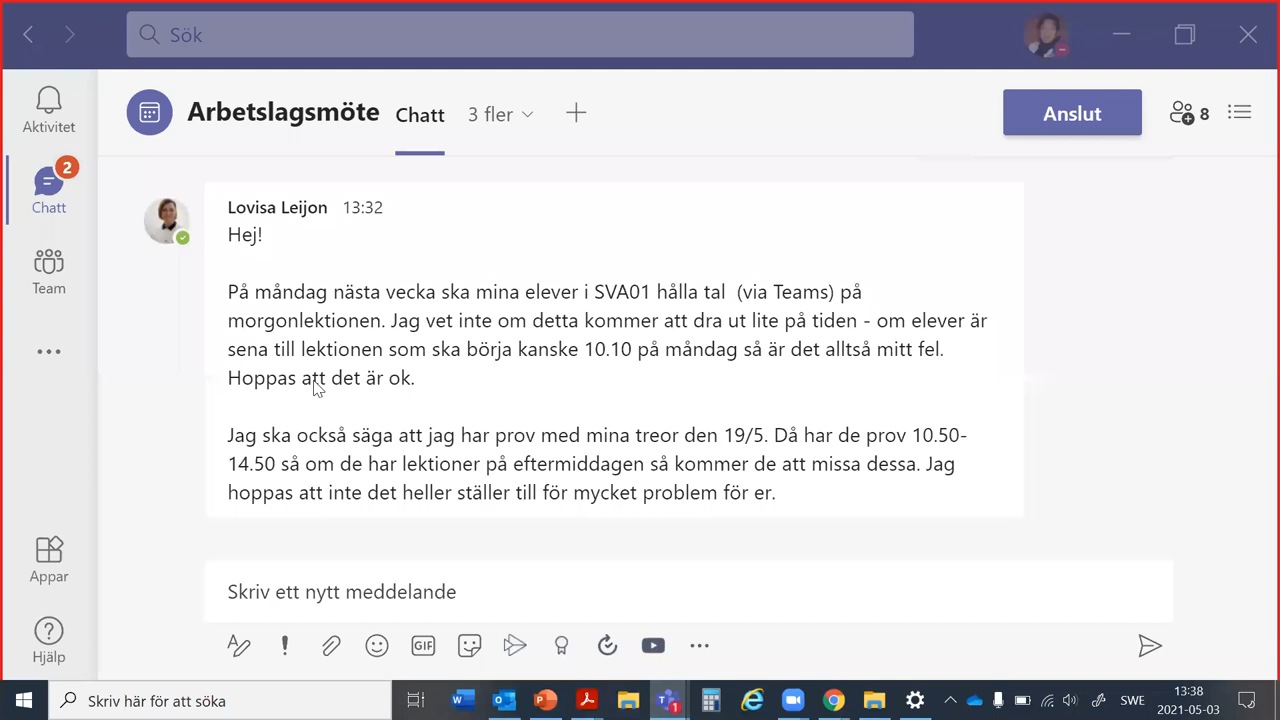 Sök
Aktivitet
2
Chatt
Team
Appar
Hjälp
Arbetslagsmöte Chatt 3 fler
Anslut
8
Lovisa Leijon 13:32
Hej!
På måndag nästa vecka ska mina elever i SVA01 hålla tal (via Teams) på
morgonlektionen. Jag vet inte om detta kommer att dra ut lite på tiden - om elever är
sena till lektionen som ska börja kanske 10.10 på måndag så är det alltså mitt fel.
Hoppas att det är ok.
Jag ska också säga att jag har prov med mina treor den 19/5. Då har de prov 10.50-
14.50 så om de har lektioner på eftermiddagen så kommer de att missa dessa. Jag
hoppas att inte det heller ställer till för mycket problem för er.
Skriv ett nytt meddelande
GIF
Skriv här för att söka
1
SWE
13:38
2021-05-03